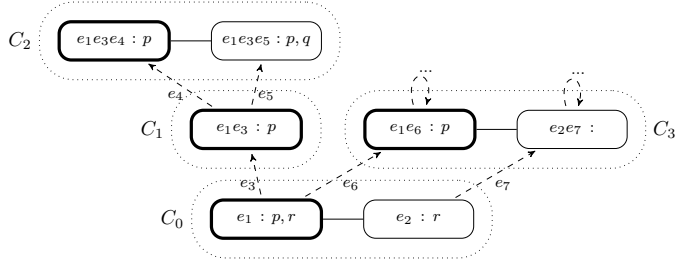 C₂ e₁e₃e₄ : p e₁e₃e₅ : p, q
...
...
e₄ e₅
C₁ e₁e₃ : p e₁e₆ : p e₂e₇ : C₃
e₃ e₆ e₇
C₀ e₁ : p, r e₂ : r